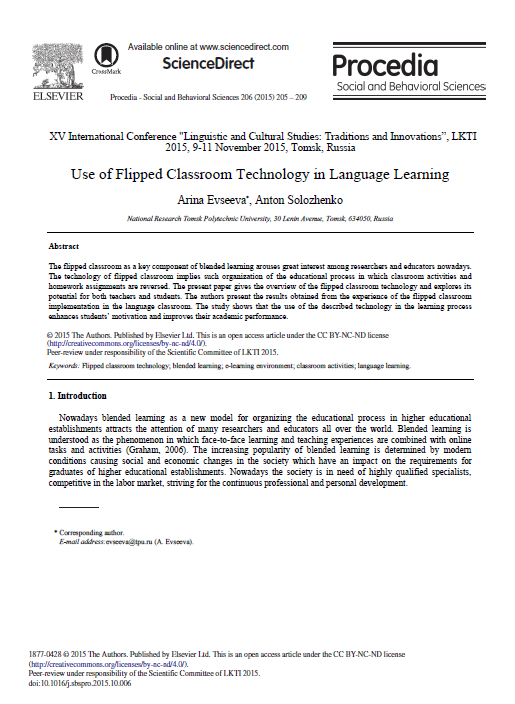 Available online at www.sciencedirect.com
CrossMark
ScienceDirect
ELSEVIER
Procedia - Social and Behavioral Sciences 206 (2015) 205 – 209
Procedia
Social and Behavioral Sciences
XV International Conference "Linguistic and Cultural Studies: Traditions and Innovations”, LKTI
2015, 9-11 November 2015, Tomsk, Russia
Use of Flipped Classroom Technology in Language Learning
Arina Evseeva*, Anton Solozhenko
National Research Tomsk Polytechnic University, 30 Lenin Avenue, Tomsk, 634050, Russia
Abstract
The flipped classroom as a key component of blended learning arouses great interest among researchers and educators nowadays.
The technology of flipped classroom implies such organization of the educational process in which classroom activities and
homework assignments are reversed. The present paper gives the overview of the flipped classroom technology and explores its
potential for both teachers and students. The authors present the results obtained from the experience of the flipped classroom
implementation in the language classroom. The study shows that the use of the described technology in the learning process
enhances students’ motivation and improves their academic performance.
© 2015 The Authors. Published by Elsevier Ltd. This is an open access article under the CC BY-NC-ND license
(http://creativecommons.org/licenses/by-nc-nd/4.0/).
Peer-review under responsibility of the Scientific Committee of LKTI 2015.
Keywords: Flipped classroom technology; blended learning; e-learning environment; classroom activities; language learning.
1. Introduction
Nowadays blended learning as a new model for organizing the educational process in higher educational
establishments attracts the attention of many researchers and educators all over the world. Blended learning is
understood as the phenomenon in which face-to-face learning and teaching experiences are combined with online
tasks and activities (Graham, 2006). The increasing popularity of blended learning is determined by modern
conditions causing social and economic changes in the society which have an impact on the requirements for
graduates of higher educational establishments. Nowadays the society is in need of highly qualified specialists,
competitive in the labor market, striving for the continuous professional and personal development.
* Corresponding author.
E-mail address: evseeva@tpu.ru (A. Evseeva).
1877-0428 © 2015 The Authors. Published by Elsevier Ltd. This is an open access article under the CC BY-NC-ND license
(http://creativecommons.org/licenses/by-nc-nd/4.0/).
Peer-review under responsibility of the Scientific Committee of LKTI 2015.
doi:10.1016/j.sbspro.2015.10.006